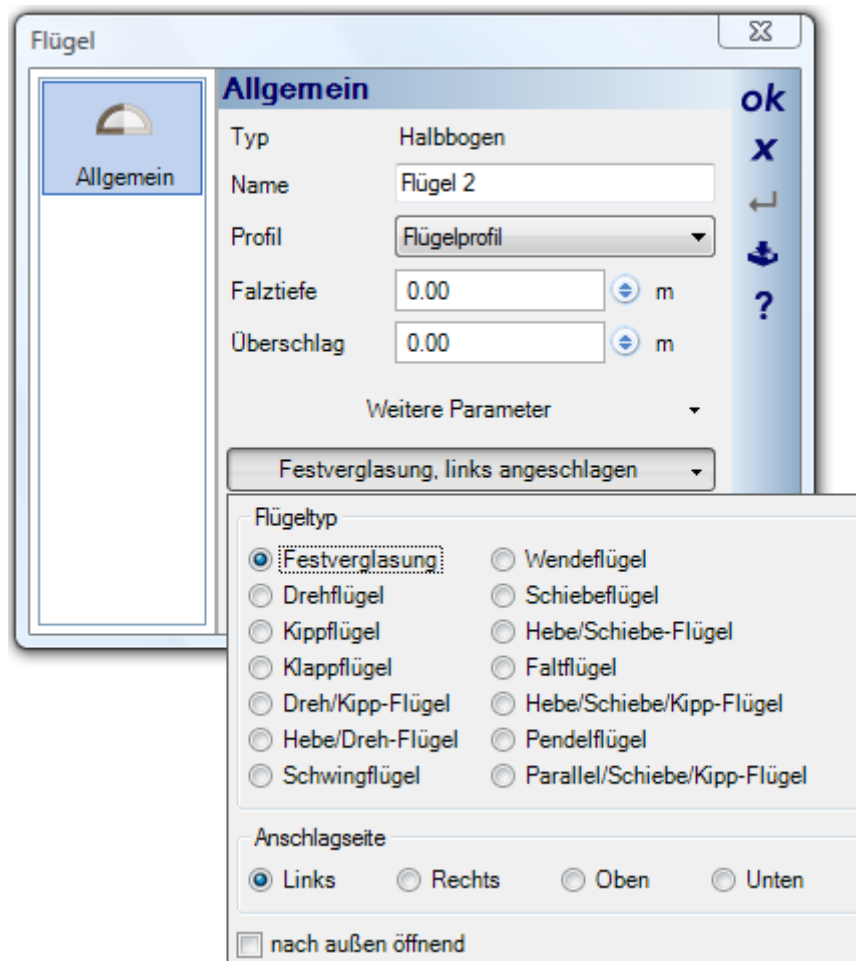 Flügel
Allgemein
Allgemein
ok
x
?
Typ Halbbogen
Name Flügel 2
Profil Flügelprofil
Falztiefe 0.00 m
Überschlag 0.00 m
Weitere Parameter
Festverglasung, links angeschlagen
Flügeltyp
Festverglasung Wendeflügel
Drehflügel Schiebeflügel
Kippflügel Hebe/Schiebe-Flügel
Klappflügel Faltflügel
Dreh/Kipp-Flügel Hebe/Schiebe/Kipp-Flügel
Hebe/Dreh-Flügel Pendelflügel
Schwingflügel Parallel/Schiebe/Kipp-Flügel
Anschlagseite
Links Rechts Oben Unten
nach außen öffnend